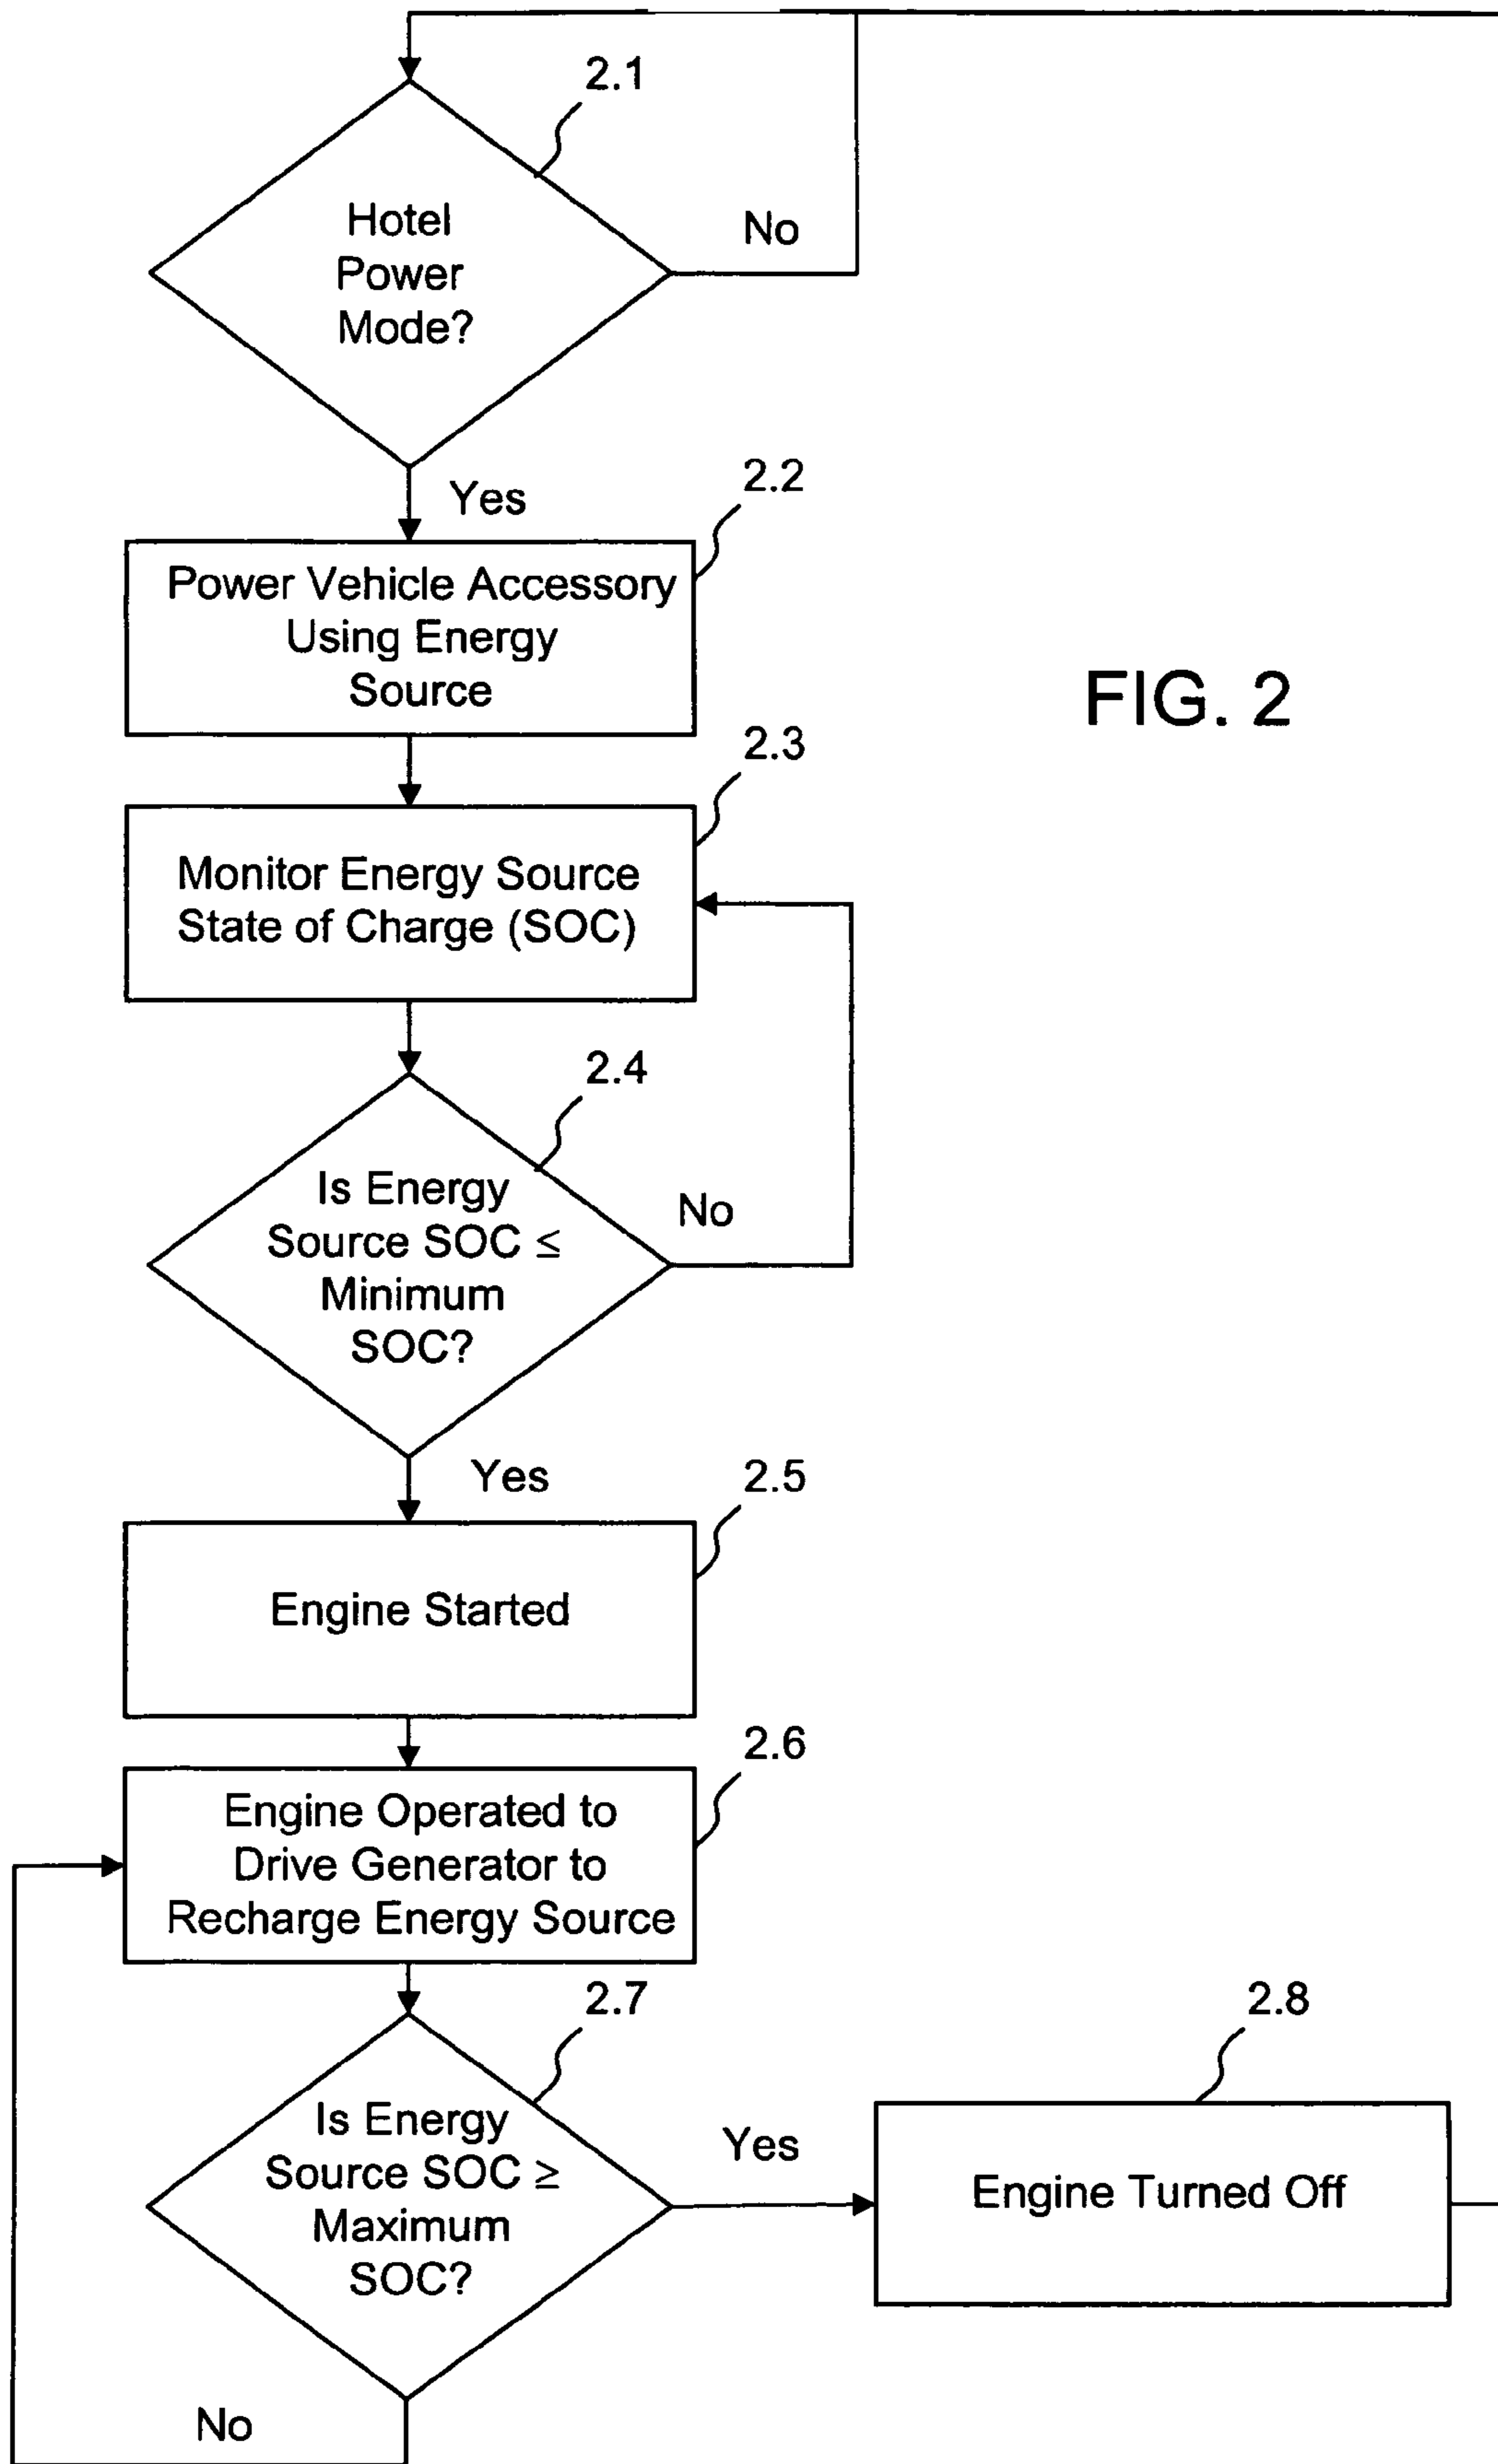 2.1
Hotel
Power
Mode?
No
Yes
2.2
Power Vehicle Accessory
Using Energy
Source
FIG. 2
2.3
Monitor Energy Source
State of Charge (SOC)
2.4
Is Energy
Source SOC ≤
Minimum
SOC?
No
Yes
2.5
Engine Started
2.6
Engine Operated to
Drive Generator to
Recharge Energy Source
2.7
Is Energy
Source SOC ≥
Maximum
SOC?
Yes
2.8
Engine Turned Off
No